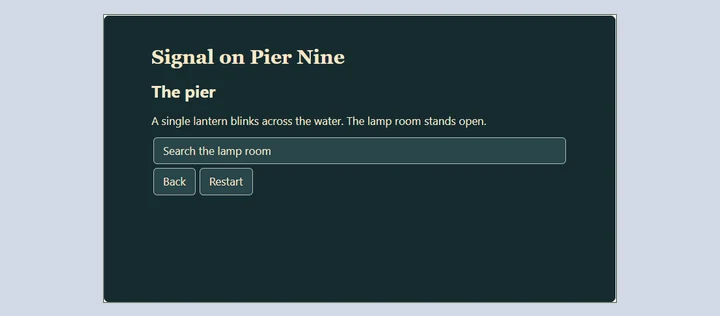 Signal on Pier Nine
The pier
A single lantern blinks across the water. The lamp room stands open.
Search the lamp room
Back Restart